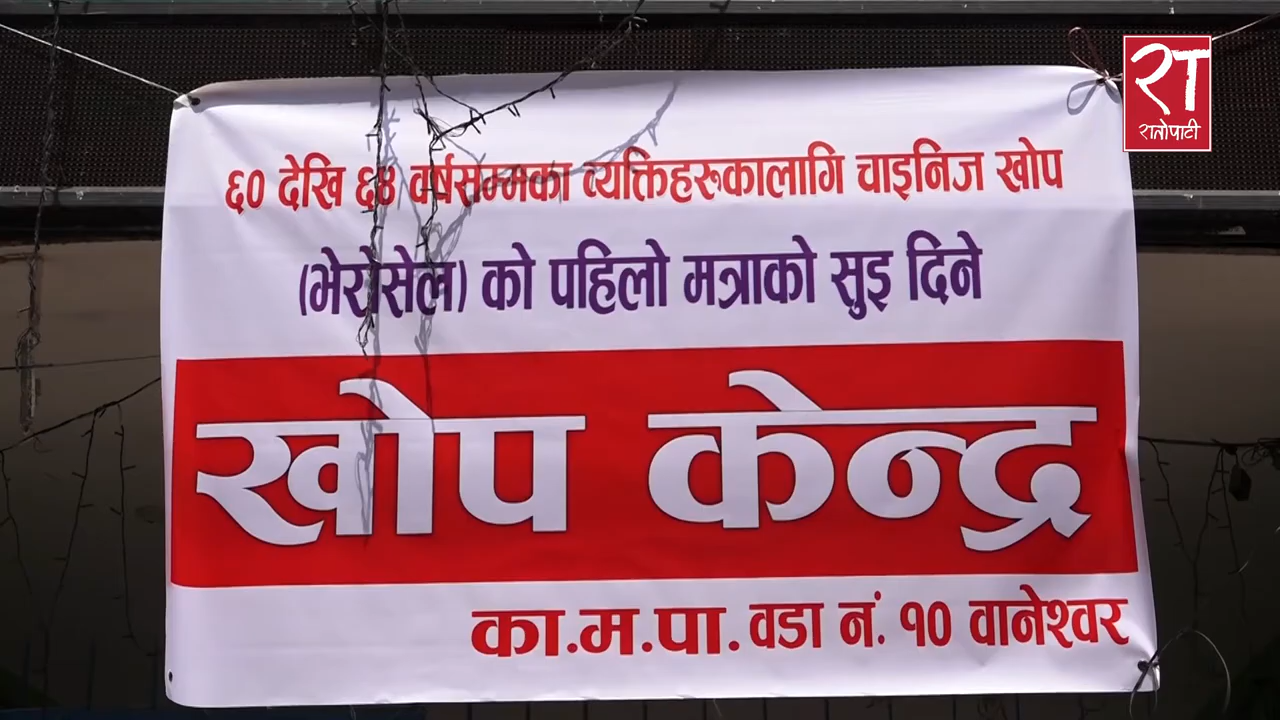 रा
रातोपाटी
६० देखि ६४ वर्षसम्मका व्यक्तिहरुकालागि चाइनिज खोप
(भेरोसेल) को पहिलो मत्राको सुइ दिने
खोप केन्द्र
का.म.पा. वडा नं. १० वानेश्वर